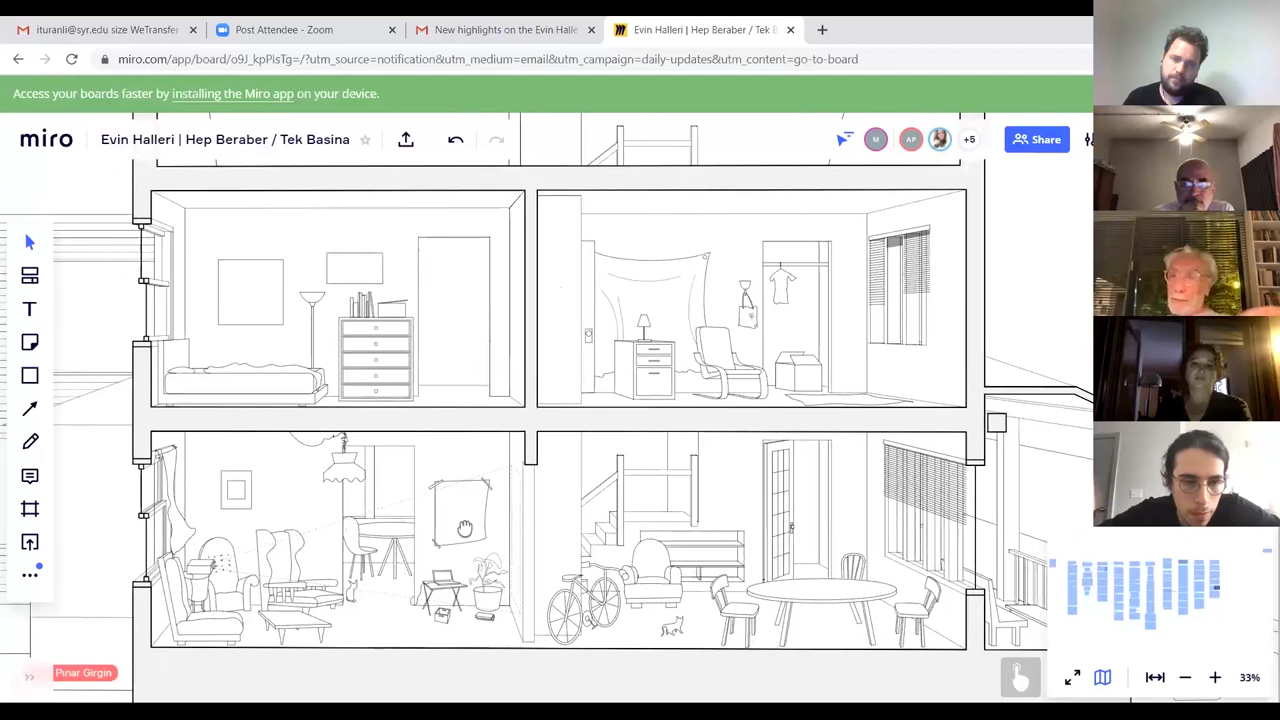 ituranli@syr.edu size WeTransfer
Post Attendee - Zoom
New highlights on the Evin Halle
Evin Halleri | Hep Beraber / Tek B
miro.com/app/board/o9J_kpPlsTg=/?utm_source=notification&utm_medium=email&utm_campaign=daily-updates&utm_content=go-to-board
Access your boards faster by installing the Miro app on your device.
miro
Evin Halleri | Hep Beraber / Tek Basina
M
AP
+5
Share
T
Pınar Girgin
33%